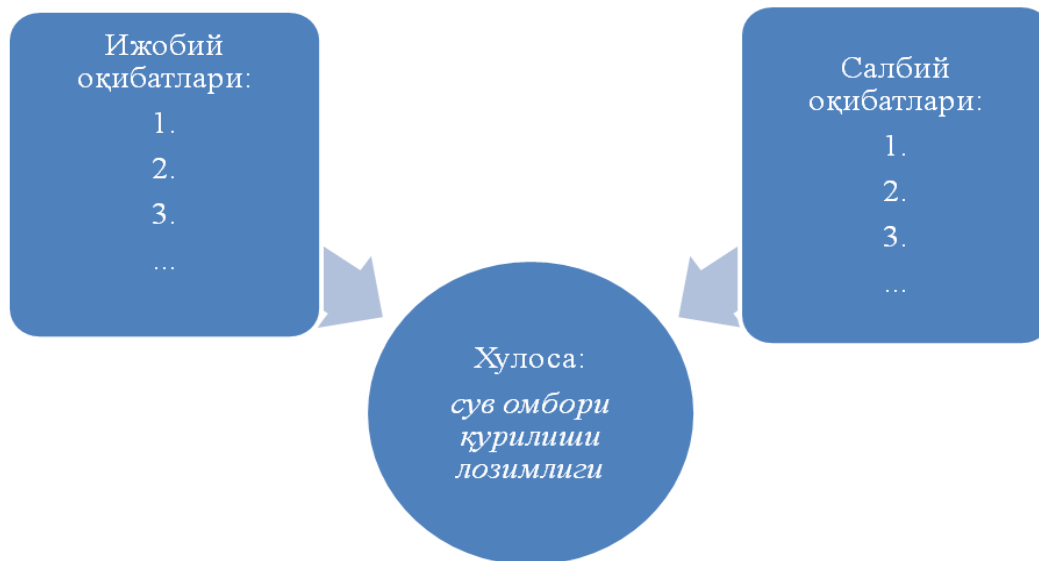 Ижобий
оқибатлари:
1.
2.
3.
...
Салбий
оқибатлари:
1.
2.
3.
...
Хулоса:
сув омбори
қурилиши
лозимлиги